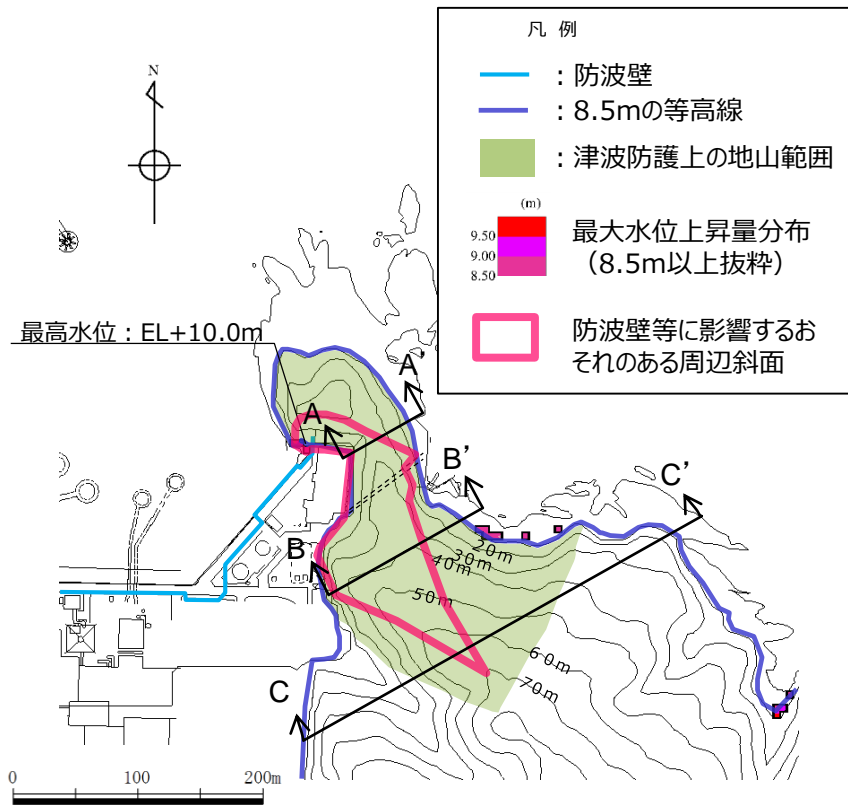 凡 例
：防波壁
：8.5mの等高線
：津波防護上の地山範囲
(m)
9.50
9.00
8.50
最大水位上昇量分布
（8.5m以上抜粋）
防波壁等に影響するお
それのある周辺斜面
N
最高水位：EL+10.0m
A
A’
B
B’
C
C’
20m
30m
40m
50m
60m
70m
0 100 200m